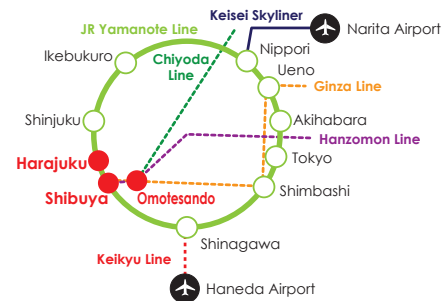 Keisei Skyliner
Narita Airport
JR Yamanote Line
Nippori
Ikebukuro
Chiyoda
Line
Ueno
Ginza Line
Shinjuku
Akihabara
Hanzomon Line
Harajuku
Tokyo
Shibuya
Omotesando
Shimbashi
Shinagawa
Keikyu Line
Haneda Airport